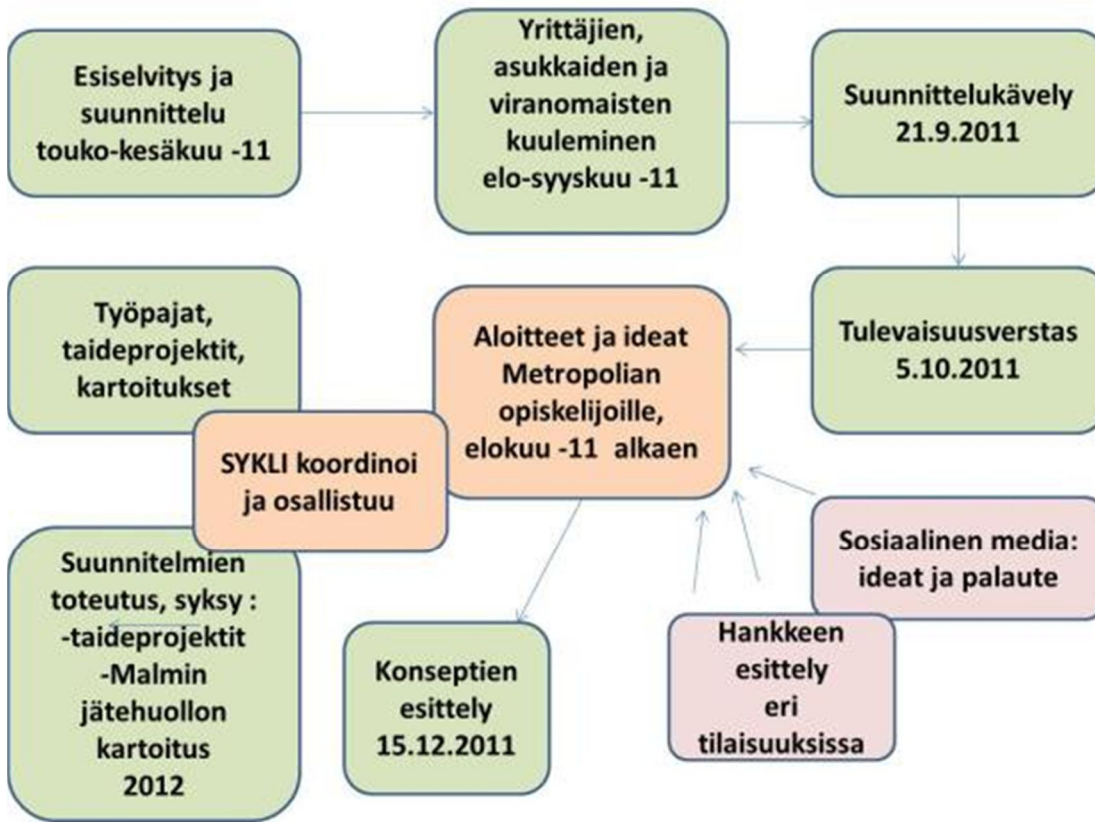 Esiselvitys ja
suunnittelu
touko-kesäkuu -11
Yrittäjien,
asukkaiden ja
viranomaisten
kuuleminen
elo-syyskuu -11
Suunnittelukävely
21.9.2011
Tulevaisuusverstas
5.10.2011
Aloitteet ja ideat
Metropolian
opiskelijoille,
elokuu -11 alkaen
Työpajat,
taideprojektit,
kartoitukset
SYKLI koordinoi
ja osallistuu
Suunnitelmien
toteutus, syksy :
-taideprojektit
-Malmin
jätehuollon
kartoitus
2012
Konseptien
esittely
15.12.2011
Hankkeen
esittely
eri
tilaisuuksissa
Sosiaalinen media:
ideat ja palaute